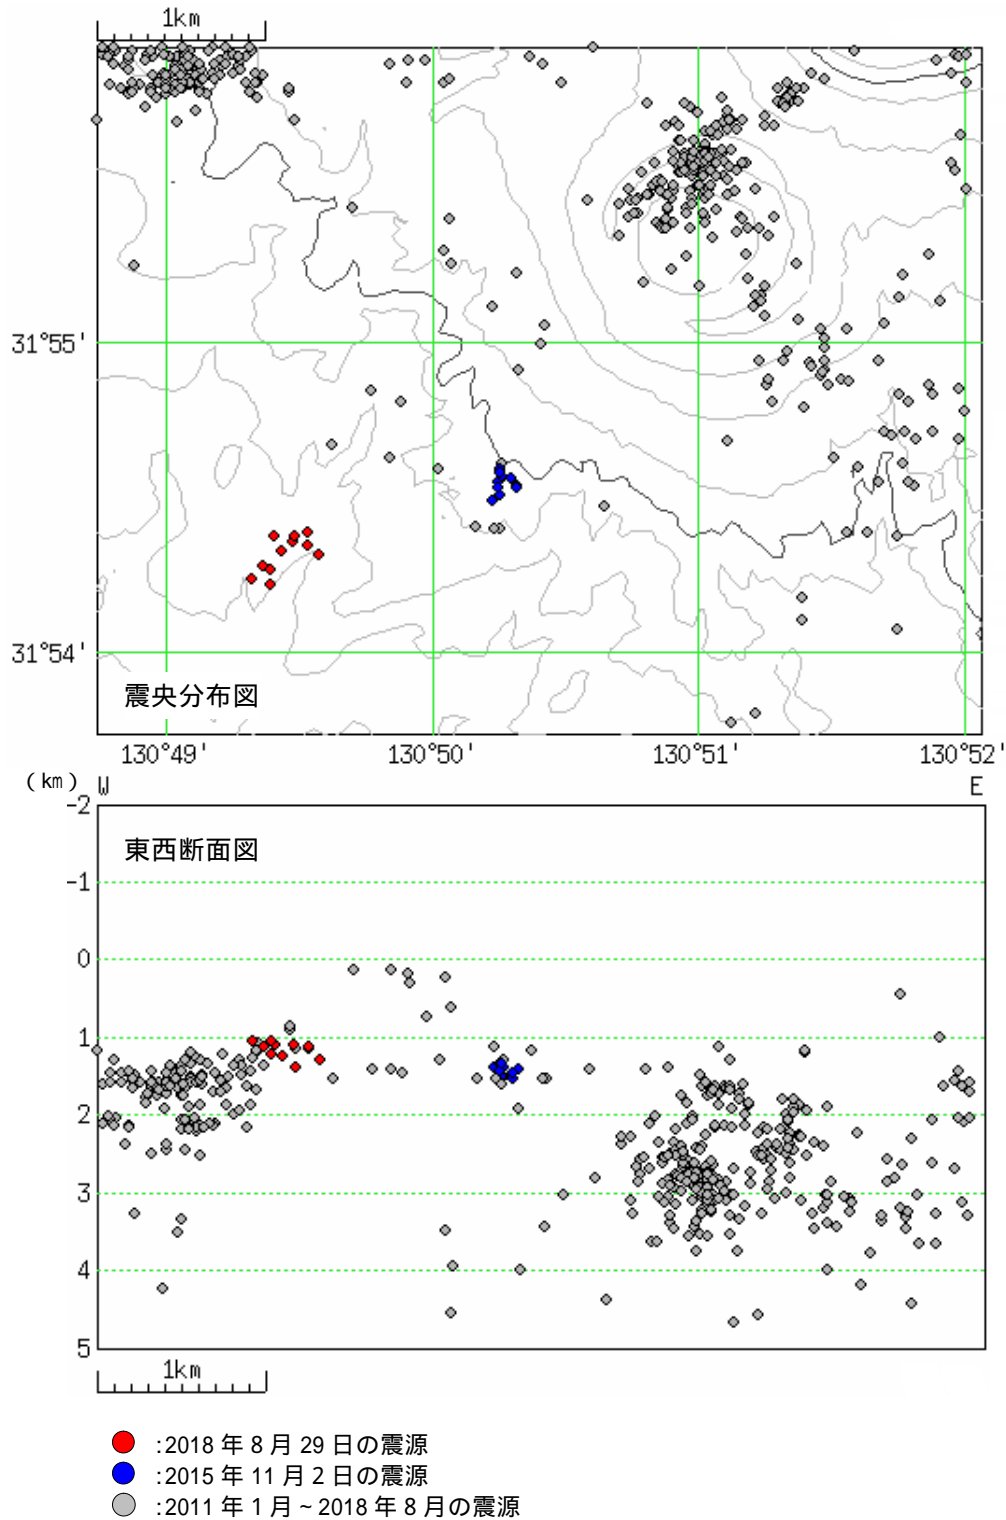 1km
31°55'
31°54'
震央分布図
130°49' 130°50' 130°51' 130°52'
(km) W E
-2
東西断面図
-1
0
1
2
3
4
5
1km
:2018 年 8 月 29 日の震源
:2015 年 11 月 2 日の震源
:2011 年 1 月 ~ 2018 年 8 月の震源